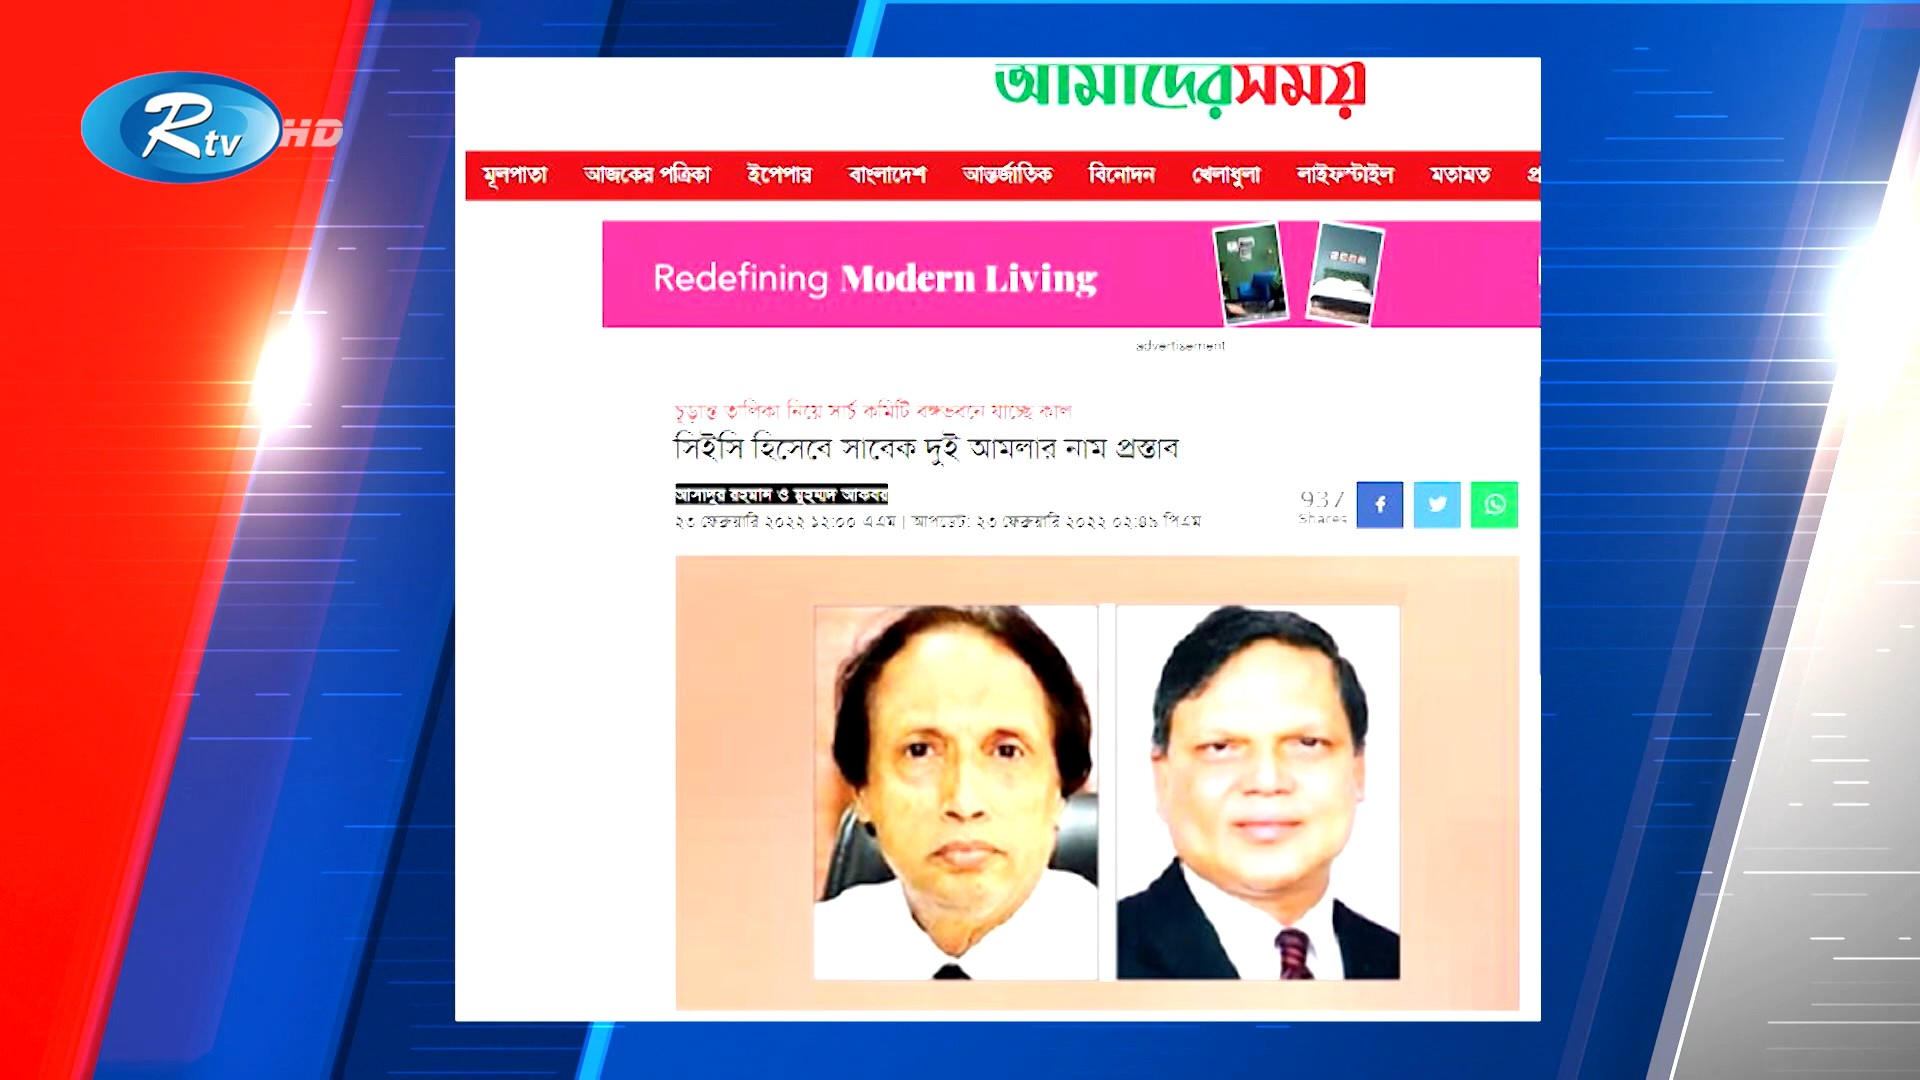 Rtv HD
আমাদের সময়
মূলপাতা আজকের পত্রিকা ইপেপার বাংলাদেশ আন্তর্জাতিক বিনোদন খেলাধুলা লাইফস্টাইল মতামত
Redefining Modern Living
advertisement
চূড়ান্ত তালিকা নিয়ে সার্চ কমিটি বঙ্গভবনে যাচ্ছে কাল
সিইসি হিসেবে সাবেক দুই আমলার নাম প্রস্তাব
আসাদুর রহমান ও মুহম্মদ আকবর
২৩ ফেব্রুয়ারি ২০২২ ১২:০০ এএম | আপডেট: ২৩ ফেব্রুয়ারি ২০২২ ০২:৪৯ পিএম
937
Shares